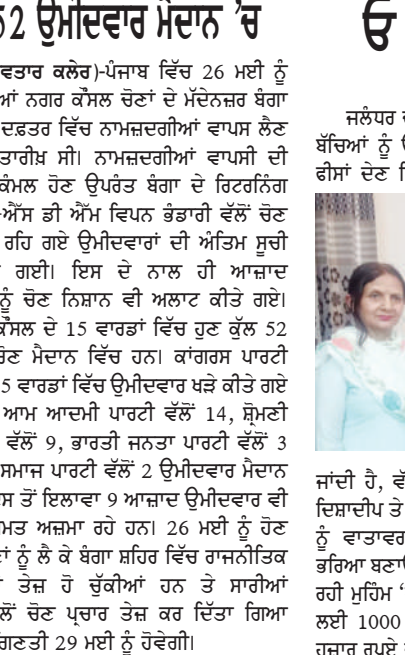 52 ਉਮੀਦਵਾਰ ਮੈਦਾਨ 'ਚ
ਵਤਾਰ ਕਲੇਰ)-ਪੰਜਾਬ ਵਿੱਚ 26 ਮਈ ਨੂੰ
ਆਂ ਨਗਰ ਕੌਂਸਲ ਚੋਣਾਂ ਦੇ ਮੱਦੇਨਜ਼ਰ ਬੰਗਾ
ਦਫ਼ਤਰ ਵਿੱਚ ਨਾਮਜ਼ਦਗੀਆਂ ਵਾਪਸ ਲੈਣ
ਤਾਰੀਖ਼ ਸੀ। ਨਾਮਜ਼ਦਗੀਆਂ ਵਾਪਸੀ ਦੀ
ਕੰਮਲ ਹੋਣ ਉਪਰੰਤ ਬੰਗਾ ਦੇ ਰਿਟਰਨਿੰਗ
-ਐੱਸ ਡੀ ਐੱਮ ਵਿਪਨ ਭੰਡਾਰੀ ਵੱਲੋਂ ਚੋਣ
ਰਹਿ ਗਏ ਉਮੀਦਵਾਰਾਂ ਦੀ ਅੰਤਿਮ ਸੂਚੀ
ਗਈ। ਇਸ ਦੇ ਨਾਲ ਹੀ ਆਜ਼ਾਦ
ਨੂੰ ਚੋਣ ਨਿਸ਼ਾਨ ਵੀ ਅਲਾਟ ਕੀਤੇ ਗਏ।
ਕੌਂਸਲ ਦੇ 15 ਵਾਰਡਾਂ ਵਿੱਚ ਹੁਣ ਕੁੱਲ 52
ਚੋਣ ਮੈਦਾਨ ਵਿੱਚ ਹਨ। ਕਾਂਗਰਸ ਪਾਰਟੀ
5 ਵਾਰਡਾਂ ਵਿੱਚ ਉਮੀਦਵਾਰ ਖੜੇ ਕੀਤੇ ਗਏ
ਆਮ ਆਦਮੀ ਪਾਰਟੀ ਵੱਲੋਂ 14, ਸ਼੍ਰੋਮਣੀ
ਵੱਲੋਂ 9, ਭਾਰਤੀ ਜਨਤਾ ਪਾਰਟੀ ਵੱਲੋਂ 3
ਸਮਾਜ ਪਾਰਟੀ ਵੱਲੋਂ 2 ਉਮੀਦਵਾਰ ਮੈਦਾਨ
ਸ ਤੋਂ ਇਲਾਵਾ 9 ਆਜ਼ਾਦ ਉਮੀਦਵਾਰ ਵੀ
ਮਤ ਅਜ਼ਮਾ ਰਹੇ ਹਨ। 26 ਮਈ ਨੂੰ ਹੋਣ
ਾਂ ਨੂੰ ਲੈ ਕੇ ਬੰਗਾ ਸ਼ਹਿਰ ਵਿੱਚ ਰਾਜਨੀਤਿਕ
ਤੇਜ਼ ਹੋ ਚੁੱਕੀਆਂ ਹਨ ਤੇ ਸਾਰੀਆਂ
ਲੋਂ ਚੋਣ ਪ੍ਰਚਾਰ ਤੇਜ਼ ਕਰ ਦਿੱਤਾ ਗਿਆ
ਗਿਣਤੀ 29 ਮਈ ਨੂੰ ਹੋਵੇਗੀ।
ਓ
ਜਲੰਧਰ
ਬੱਚਿਆਂ ਨੂੰ
ਫੀਸਾਂ ਦੇਣ
ਜਾਂਦੀ ਹੈ,
ਦਿਸ਼ਾਦੀਪ ਤੇ
ਨੂੰ ਵਾਤਾਵਰ
ਭਰਿਆ ਬਣਾਉ
ਰਹੀ ਮੁਹਿੰਮ '
ਲਈ 1000
ਹਜ਼ਾਰ ਰੁਪਏ